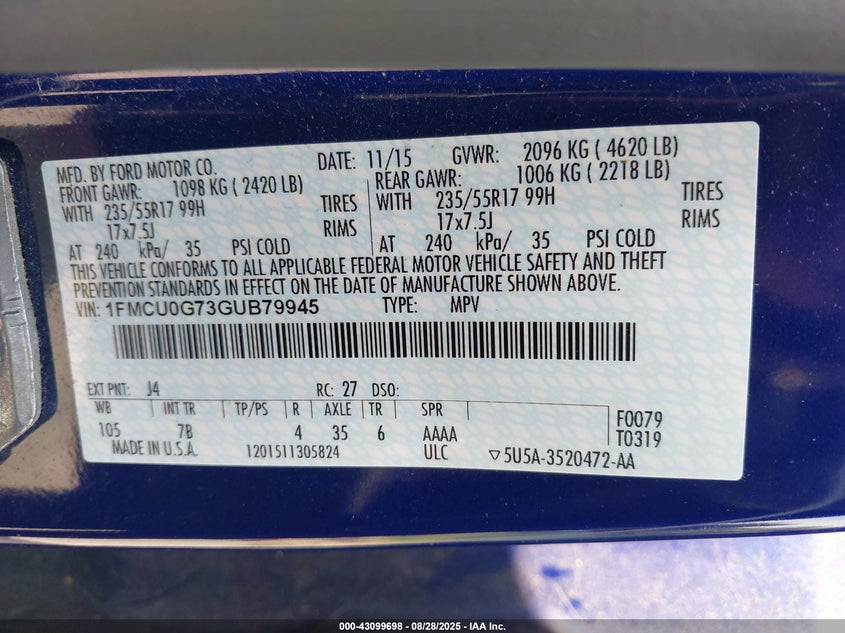 MFD. BY FORD MOTOR CO. DATE: 11/15 GVWR: 2096 KG ( 4620 LB)
FRONT GAWR: 1098 KG ( 2420 LB) REAR GAWR: 1006 KG ( 2218 LB)
WITH 235/55R17 99H TIRES WITH 235/55R17 99H TIRES
17x7.5J RIMS 17x7.5J RIMS
AT 240 kPa/ 35 PSI COLD AT 240 kPa/ 35 PSI COLD
THIS VEHICLE CONFORMS TO ALL APPLICABLE FEDERAL MOTOR VEHICLE SAFETY AND THEFT
PREVENTION STANDARDS IN EFFECT ON THE DATE OF MANUFACTURE SHOWN ABOVE.
VIN: 1FMCU0G73GUB79945 TYPE: MPV
EXT PNT: J4 RC: 27 DSO:
WB INT TR TP/PS R AXLE TR SPR F0079
105 7B 4 35 6 AAAA T0319
MADE IN U.S.A. 1201511305824 ULC ▽5U5A-3520472-AA
000-43099698 - 08/28/2025 - IAA Inc.